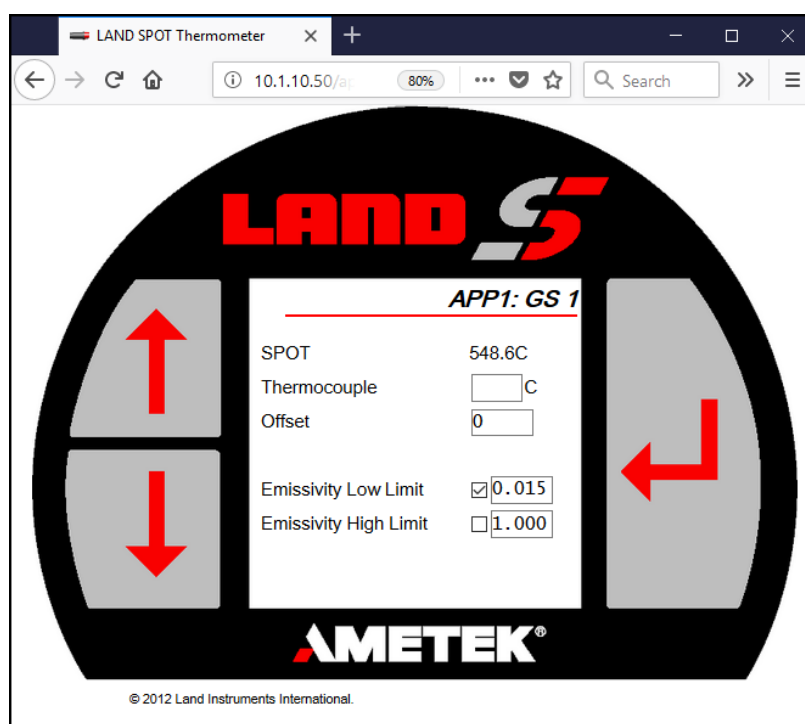 LAND SPOT Thermometer
10.1.10.50/ap
80%
Search
LAND S
APP1: GS 1
SPOT 548.6C
Thermocouple C
Offset 0
Emissivity Low Limit 0.015
Emissivity High Limit 1.000
AMETEK®
© 2012 Land Instruments International.